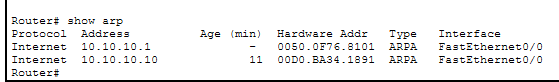 Router# show arp
Protocol  Address          Age (min)  Hardware Addr   Type   Interface
Internet  10.10.10.1              -   0050.0F76.8101  ARPA   FastEthernet0/0
Internet  10.10.10.10            11   00D0.BA34.1891  ARPA   FastEthernet0/0
Router#